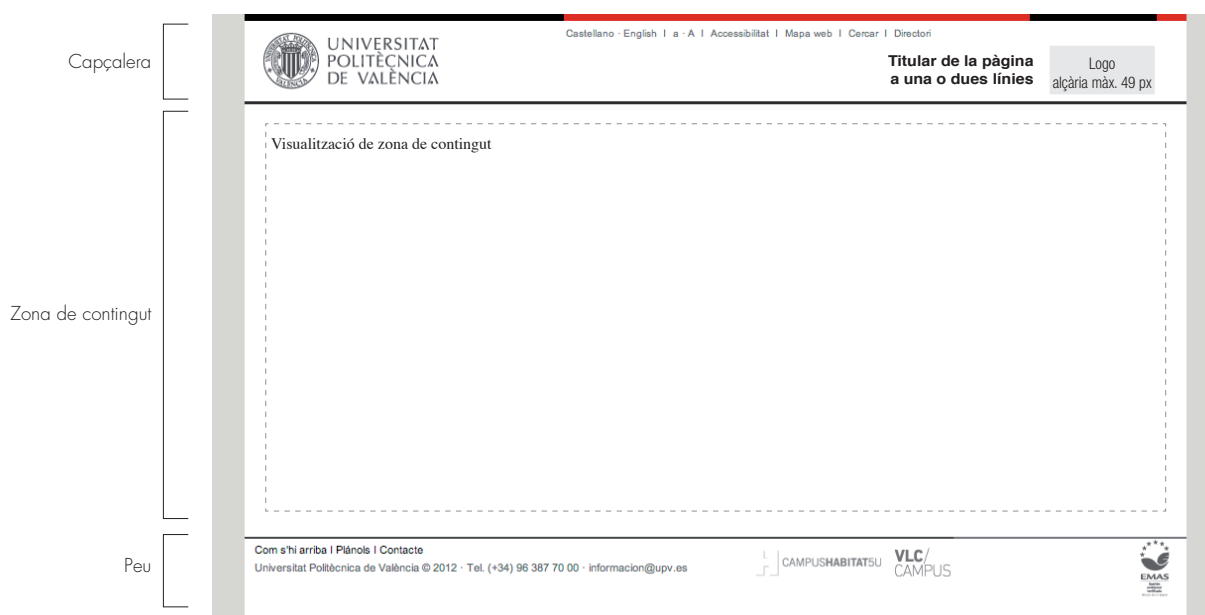 Capçalera
UNIVERSITAT
POLITÈCNICA
DE VALÈNCIA
Castellano · English I a · A I Accessibilitat I Mapa web I Cercar I Directori
Titular de la pàgina
a una o dues línies
Logo
alçària màx. 49 px
Visualització de zona de contingut
Zona de contingut
Peu
Com s'hi arriba I Plánols I Contacte
Universitat Politècnica de València © 2012 · Tel. (+34) 96 387 70 00 · informacion@upv.es
CAMPUSHABITAT5U
VLC/
CAMPUS
EMAS